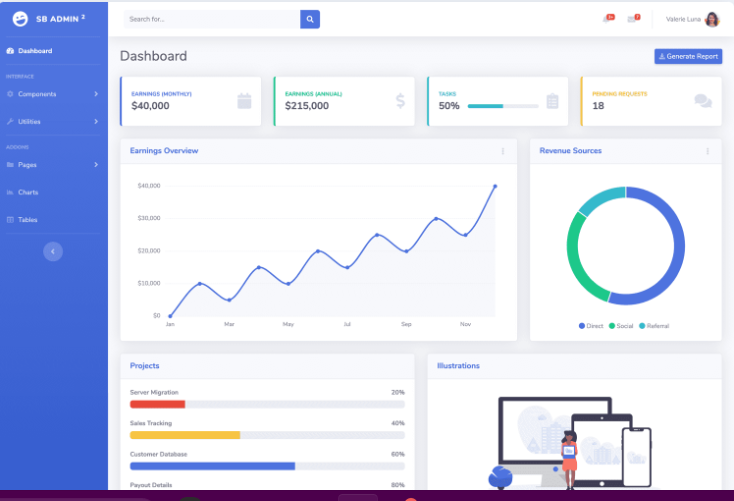 SB ADMIN 2
Search for...
Valerie Luna
Dashboard
INTERFACE
Components
Utilities
ADDONS
Pages
Charts
Tables
Dashboard
Generate Report
EARNINGS (MONTHLY)
$40,000
EARNINGS (ANNUAL)
$215,000
TASKS
50%
PENDING REQUESTS
18
Earnings Overview
$40,000
$30,000
$20,000
$10,000
$0
Jan Mar May Jul Sep Nov
Revenue Sources
Direct Social Referral
Projects
Server Migration 20%
Sales Tracking 40%
Customer Database 60%
Payout Details 80%
Illustrations